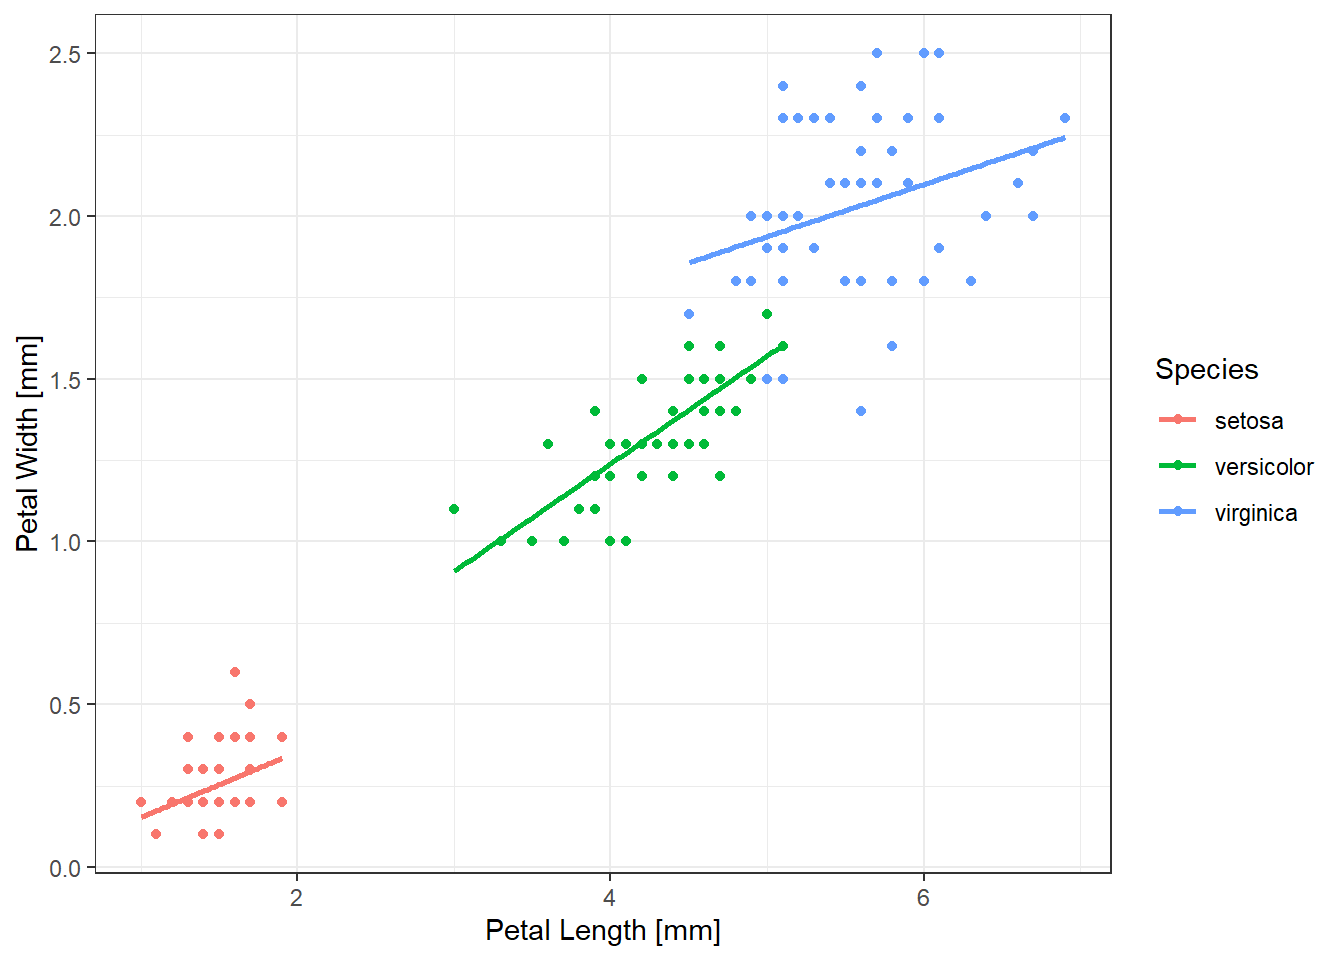 2.5
2.0
1.5
1.0
0.5
0.0
Petal Width [mm]
2 4 6
Petal Length [mm]
Species
setosa
versicolor
virginica